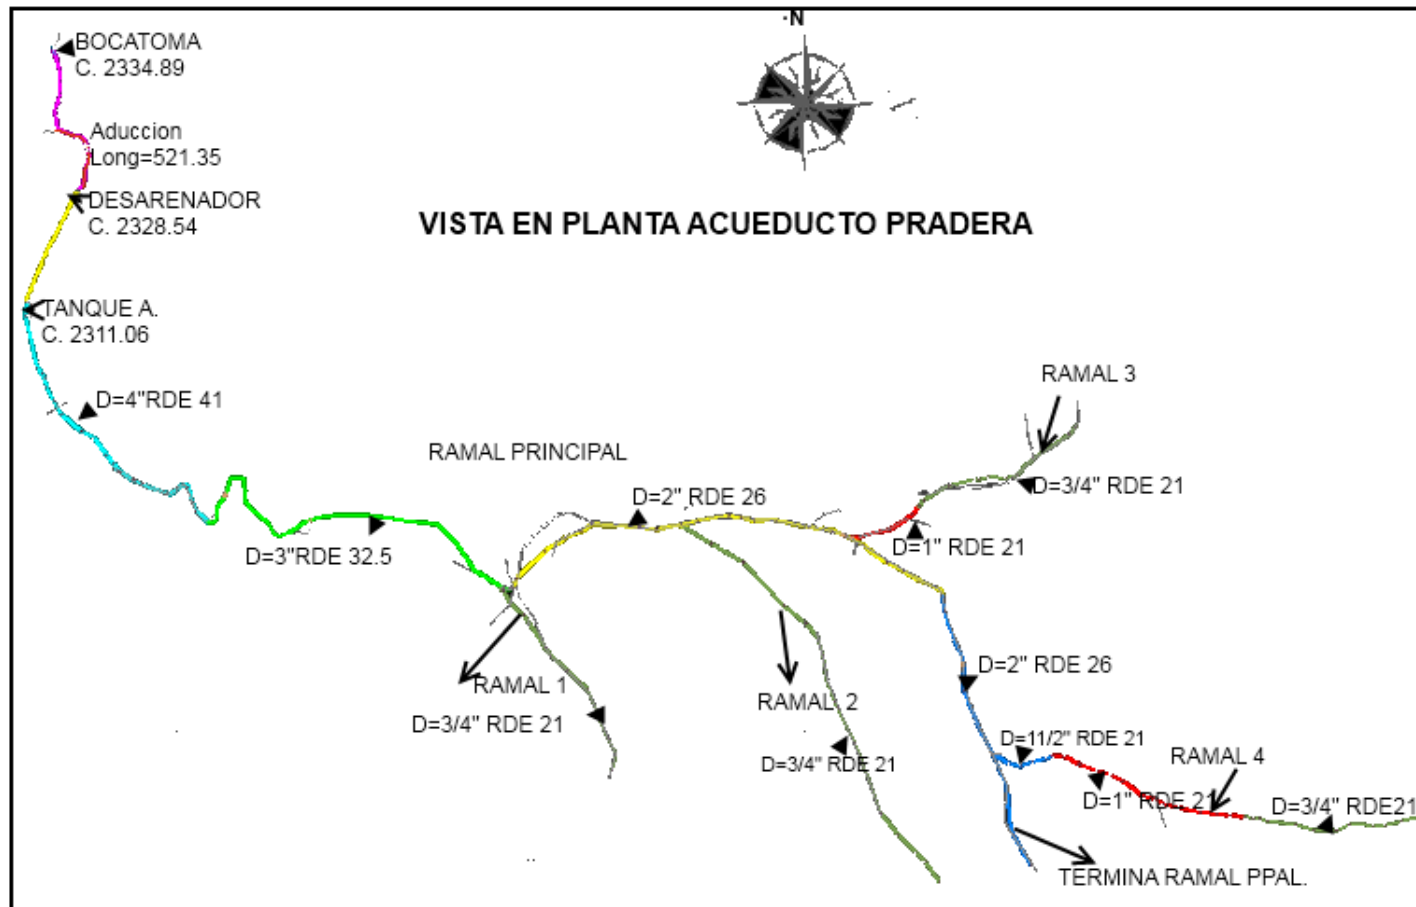 ·N
BOCATOMA
C. 2334.89
Aduccion
Long=521.35
DESARENADOR
C. 2328.54
VISTA EN PLANTA ACUEDUCTO PRADERA
TANQUE A.
C. 2311.06
D=4"RDE 41
RAMAL 3
RAMAL PRINCIPAL
D=2" RDE 26
D=3/4" RDE 21
D=3"RDE 32.5
D=1" RDE 21
RAMAL 1
D=3/4" RDE 21
RAMAL 2
D=3/4" RDE 21
D=2" RDE 26
D=11/2" RDE 21
RAMAL 4
D=1" RDE 21
D=3/4" RDE21
TERMINA RAMAL PPAL.